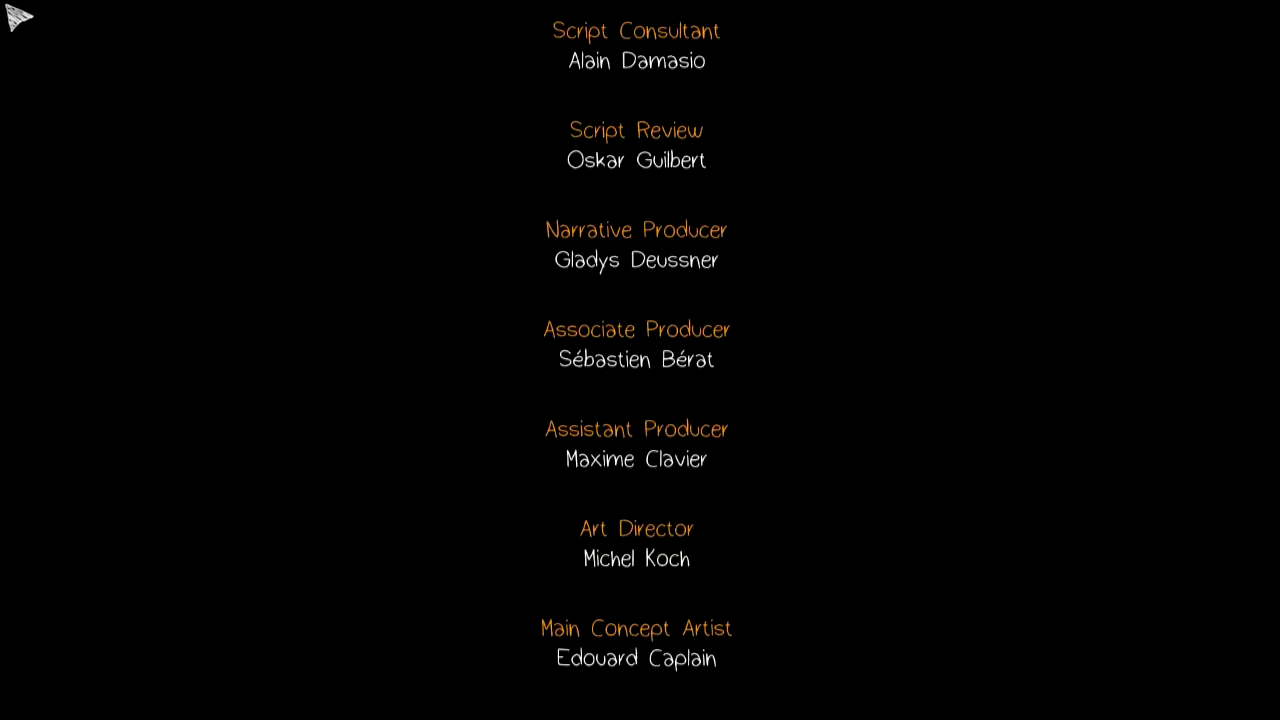 Script Consultant
Alain Damasio
Script Review
Oskar Guilbert
Narrative Producer
Gladys Deussner
Associate Producer
Sébastien Bérat
Assistant Producer
Maxime Clavier
Art Director
Michel Koch
Main Concept Artist
Edouard Caplain